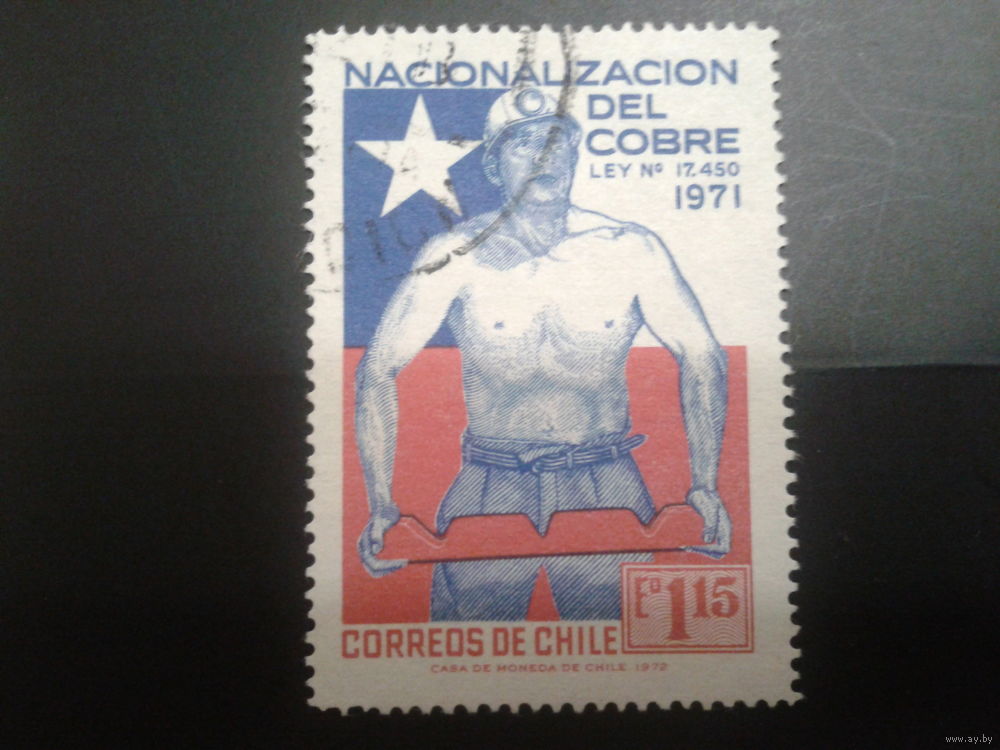 NACIONALIZACION
DEL
COBRE
LEY Nº 17.450
1971
Eº 1 15
CORREOS DE CHILE
CASA DE MONEDA DE CHILE 1972
www.ay.by